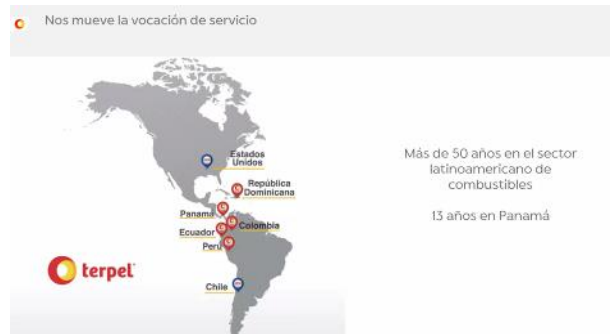 Nos mueve la vocación de servicio
Estados
Unidos
República
Dominicana
Panamá
Colombia
Ecuador
Perú
Chile
terpel
Más de 50 años en el sector
latinoamericano de
combustibles
13 años en Panamá